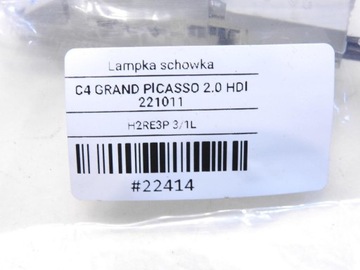 Lampka schowka
C4 GRAND PICASSO 2.0 HDI
221011
H2RE3P 3/1L
#22414